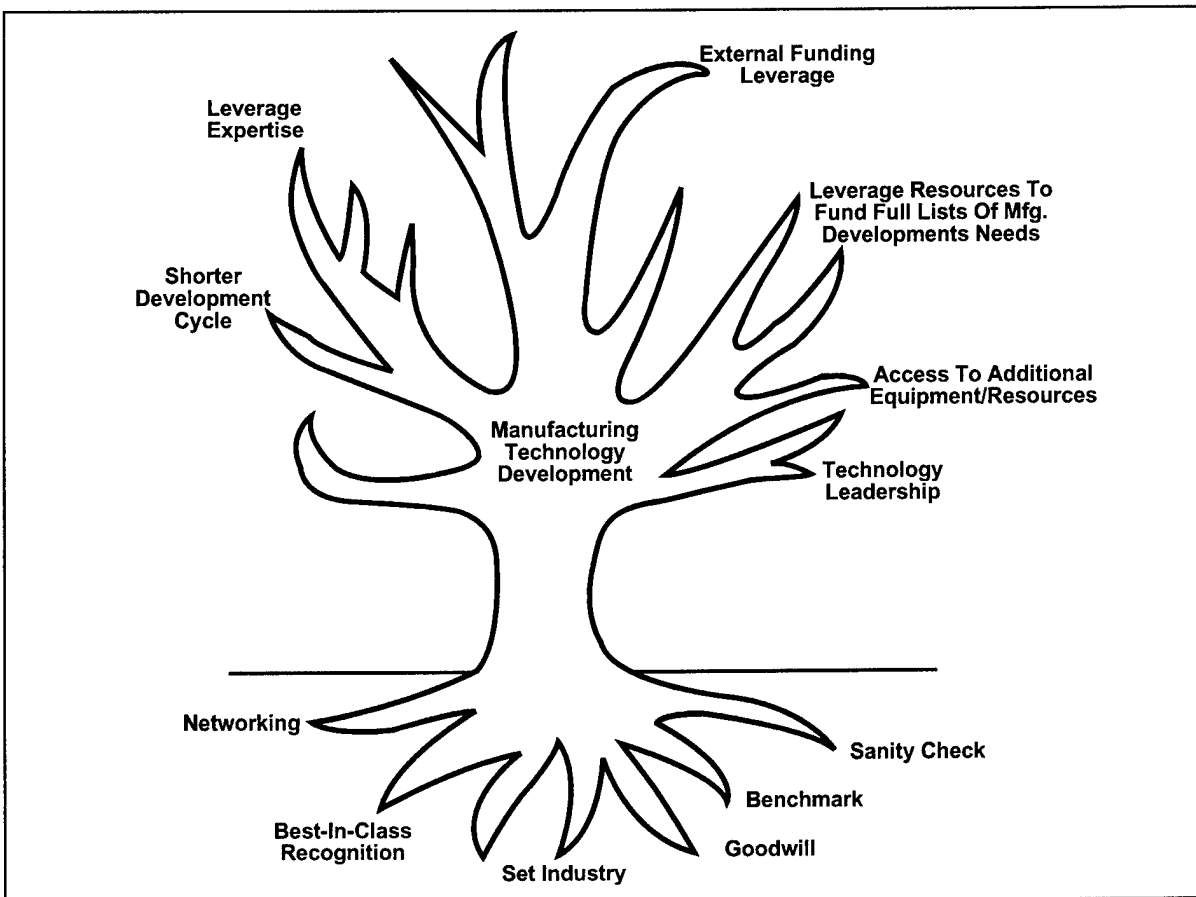 External Funding
Leverage
Leverage
Expertise
Leverage Resources To
Fund Full Lists Of Mfg.
Developments Needs
Shorter
Development
Cycle
Access To Additional
Equipment/Resources
Manufacturing
Technology
Development
Technology
Leadership
Networking
Sanity Check
Benchmark
Best-In-Class
Recognition
Goodwill
Set Industry